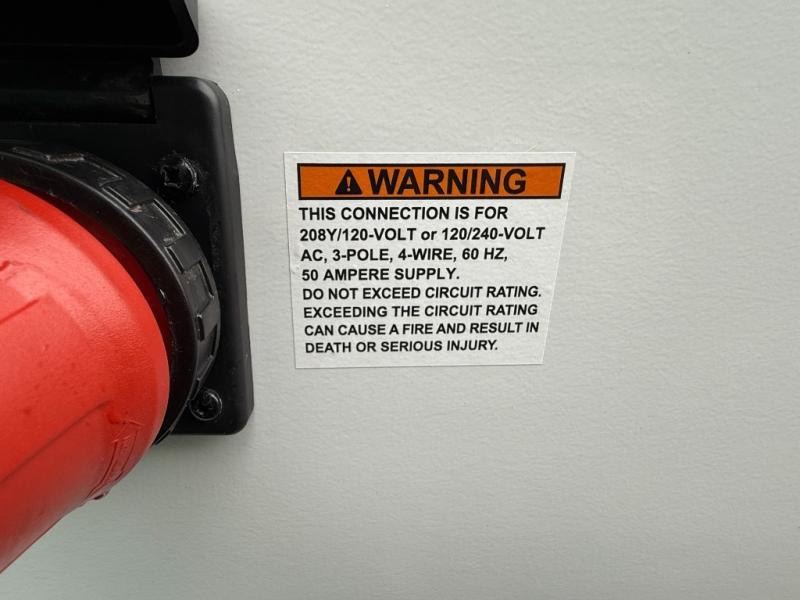 WARNING
THIS CONNECTION IS FOR
208Y/120-VOLT or 120/240-VOLT
AC, 3-POLE, 4-WIRE, 60 HZ,
50 AMPERE SUPPLY.
DO NOT EXCEED CIRCUIT RATING.
EXCEEDING THE CIRCUIT RATING
CAN CAUSE A FIRE AND RESULT IN
DEATH OR SERIOUS INJURY.